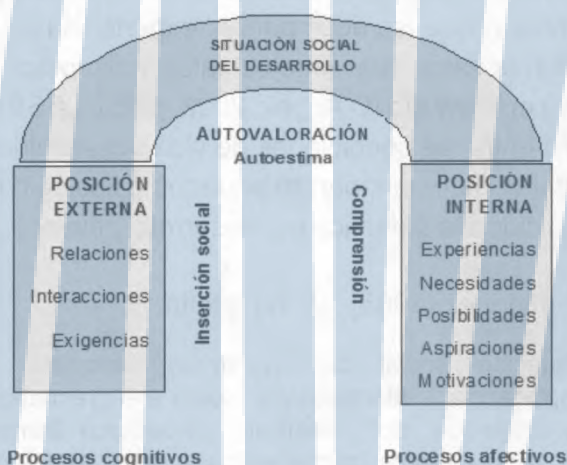 SITUACIÓN SOCIAL
DEL DESARROLLO
AUTOVALORACIÓN
Autoestima
POSICIÓN
EXTERNA
Relaciones
Interacciones
Exigencias
Inserción social
Comprensión
POSICIÓN
INTERNA
Experiencias
Necesidades
Posibilidades
Aspiraciones
Motivaciones
Procesos cognitivos
Procesos afectivos